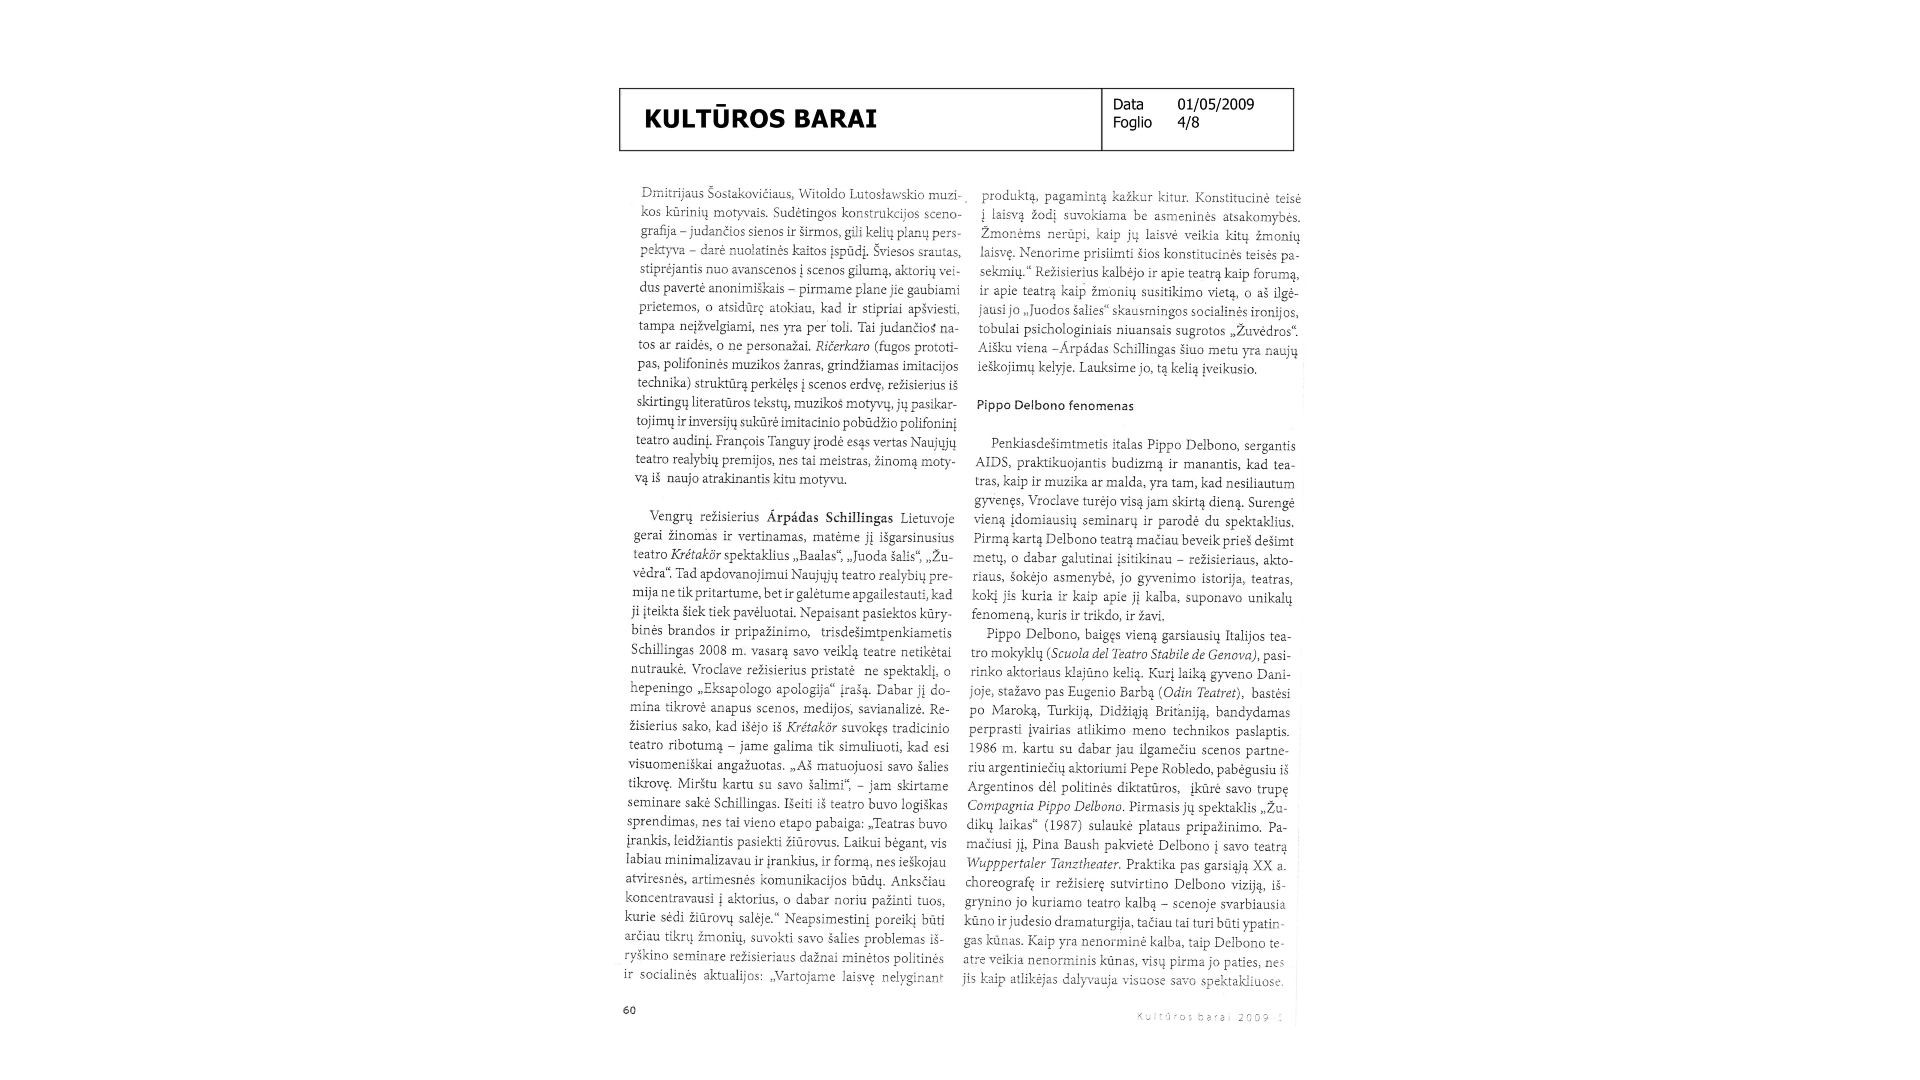 KULTŪROS BARAI
Data 01/05/2009
Foglio 4/8
Dmitrijaus Šostakovičiaus, Witoldo Lutosławskio muzi-
kos kūrinių motyvais. Sudėtingos konstrukcijos sceno-
grafija – judančios sienos ir širmos, gili kelių planų pers-
pektyva – darė nuolatinės kaitos įspūdį. Šviesos srautas,
stiprėjantis nuo avanscenos į scenos gilumą, aktorių vei-
dus pavertė anonimiškais – pirmame plane jie gaubiami
prietemos, o atsidūrę atokiau, kad ir stipriai apšviesti,
tampa neįžvelgiami, nes yra per toli. Tai judančios na-
tos ar raidės, o ne personažai. Ričerkaro (fugos prototi-
pas, polifoninės muzikos žanras, grindžiamas imitacijos
technika) struktūrą perkėlęs į scenos erdvę, režisierius iš
skirtingų literatūros tekstų, muzikos motyvų, jų pasikar-
tojimų ir inversijų sukūrė imitacinio pobūdžio polifoninį
teatro audinį. François Tanguy įrodė esąs vertas Naujųjų
teatro realybių premijos, nes tai meistras, žinomą moty-
vą iš naujo atrakinantis kitu motyvu.
Vengrų režisierius Árpádas Schillingas Lietuvoje
gerai žinomas ir vertinamas, matėme jį išgarsinusius
teatro Krétakör spektaklius „Baalas“, „Juoda šalis“, „Žu-
vėdra“. Tad apdovanojimui Naujųjų teatro realybių pre-
mija ne tik pritartume, bet ir galėtume apgailestauti, kad
ji įteikta šiek tiek pavėluotai. Nepaisant pasiektos kūry-
binės brandos ir pripažinimo, trisdešimtpenkiametis
Schillingas 2008 m. vasarą savo veiklą teatre netikėtai
nutraukė. Vroclave režisierius pristatė ne spektaklį, o
hepeningo „Eksapologo apologija“ įrašą. Dabar jį do-
mina tikrovė anapus scenos, medijos, savianalizė. Re-
žisierius sako, kad išėjo iš Krétakör suvokęs tradicinio
teatro ribotumą – jame galima tik simuliuoti, kad esi
visuomeniškai angažuotas. „Aš matuojuosi savo šalies
tikrovę. Mirštu kartu su savo šalimi“, – jam skirtame
seminare sakė Schillingas. Išeiti iš teatro buvo logiškas
sprendimas, nes tai vieno etapo pabaiga: „Teatras buvo
įrankis, leidžiantis pasiekti žiūrovus. Laikui bėgant, vis
labiau minimalizavau ir įrankius, ir formą, nes ieškojau
atviresnės, artimesnės komunikacijos būdų. Anksčiau
koncentravausi į aktorius, o dabar noriu pažinti tuos,
kurie sėdi žiūrovų salėje.“ Neapsimestinį poreikį būti
arčiau tikrų žmonių, suvokti savo šalies problemas iš-
ryškino seminare režisieriaus dažnai minėtos politinės
ir socialinės aktualijos: „Vartojame laisvę nelyginant
produktą, pagamintą kažkur kitur. Konstitucinė teisė
į laisvą žodį suvokiama be asmeninės atsakomybės.
Žmonėms nerūpi, kaip jų laisvė veikia kitų žmonių
laisvę. Nenorime prisiimti šios konstitucinės teisės pa-
sekmių.“ Režisierius kalbėjo ir apie teatrą kaip forumą,
ir apie teatrą kaip žmonių susitikimo vietą, o aš ilgė-
jausi jo „Juodos šalies“ skausmingos socialinės ironijos,
tobulai psichologiniais niuansais sugrotos „Žuvėdros“.
Aišku viena –Árpádas Schillingas šiuo metu yra naujų
ieškojimų kelyje. Lauksime jo, tą kelią įveikusio.
Pippo Delbono fenomenas
Penkiasdešimtmetis italas Pippo Delbono, sergantis
AIDS, praktikuojantis budizmą ir manantis, kad tea-
tras, kaip ir muzika ar malda, yra tam, kad nesiliautum
gyvenęs, Vroclave turėjo visą jam skirtą dieną. Surengė
vieną įdomiausių seminarų ir parodė du spektaklius.
Pirmą kartą Delbono teatrą mačiau beveik prieš dešimt
metų, o dabar galutinai įsitikinau – režisieriaus, akto-
riaus, šokėjo asmenybė, jo gyvenimo istorija, teatras,
kokį jis kuria ir kaip apie jį kalba, suponavo unikalų
fenomeną, kuris ir trikdo, ir žavi.
Pippo Delbono, baigęs vieną garsiausių Italijos tea-
tro mokyklų (Scuola del Teatro Stabile de Genova), pasi-
rinko aktoriaus klajūno kelią. Kurį laiką gyveno Dani-
joje, stažavo pas Eugenio Barbą (Odin Teatret), bastėsi
po Maroką, Turkiją, Didžiąją Britaniją, bandydamas
perprasti įvairias atlikimo meno technikos paslaptis.
1986 m. kartu su dabar jau ilgamečiu scenos partne-
riu argentiniečių aktoriumi Pepe Robledo, pabėgusiu iš
Argentinos dėl politinės diktatūros, įkūrė savo trupę
Compagnia Pippo Delbono. Pirmasis jų spektaklis „Žu-
dikų laikas“ (1987) sulaukė plataus pripažinimo. Pa-
mačiusi jį, Pina Baush pakvietė Delbono į savo teatrą
Wupppertaler Tanztheater. Praktika pas garsiąją XX a.
choreografę ir režisierę sutvirtino Delbono viziją, iš-
grynino jo kuriamo teatro kalbą – scenoje svarbiausia
kūno ir judesio dramaturgija, tačiau tai turi būti ypatin-
gas kūnas. Kaip yra nenorminė kalba, taip Delbono te-
atre veikia nenorminis kūnas, visų pirma jo paties, nes
jis kaip atlikėjas dalyvauja visuose savo spektakliuose.
60
Kultūros barai 2009